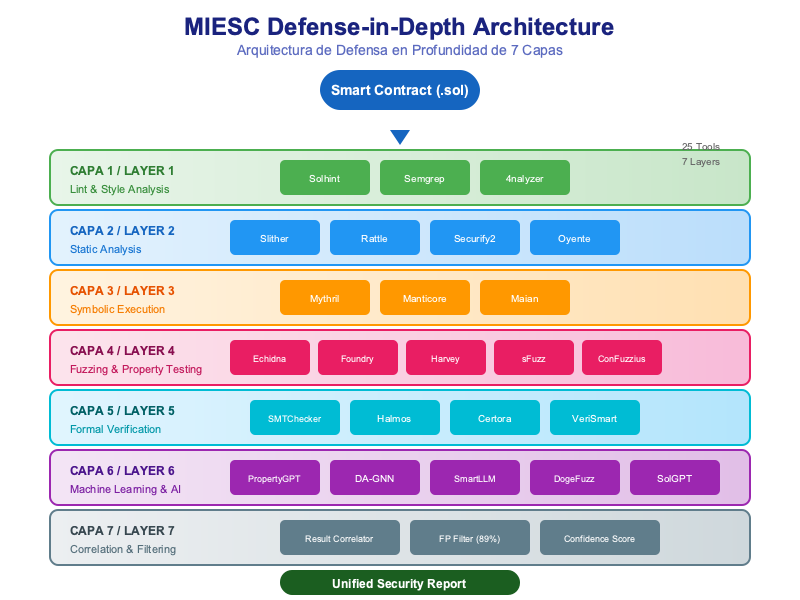 MIESC Defense-in-Depth Architecture
Arquitectura de Defensa en Profundidad de 7 Capas
Smart Contract (.sol)
25 Tools
7 Layers
CAPA 1 / LAYER 1
Lint & Style Analysis
Solhint
Semgrep
4nalyzer
CAPA 2 / LAYER 2
Static Analysis
Slither
Rattle
Securify2
Oyente
CAPA 3 / LAYER 3
Symbolic Execution
Mythril
Manticore
Maian
CAPA 4 / LAYER 4
Fuzzing & Property Testing
Echidna
Foundry
Harvey
sFuzz
ConFuzzius
CAPA 5 / LAYER 5
Formal Verification
SMTChecker
Halmos
Certora
VeriSmart
CAPA 6 / LAYER 6
Machine Learning & AI
PropertyGPT
DA-GNN
SmartLLM
DogeFuzz
SolGPT
CAPA 7 / LAYER 7
Correlation & Filtering
Result Correlator
FP Filter (89%)
Confidence Score
Unified Security Report